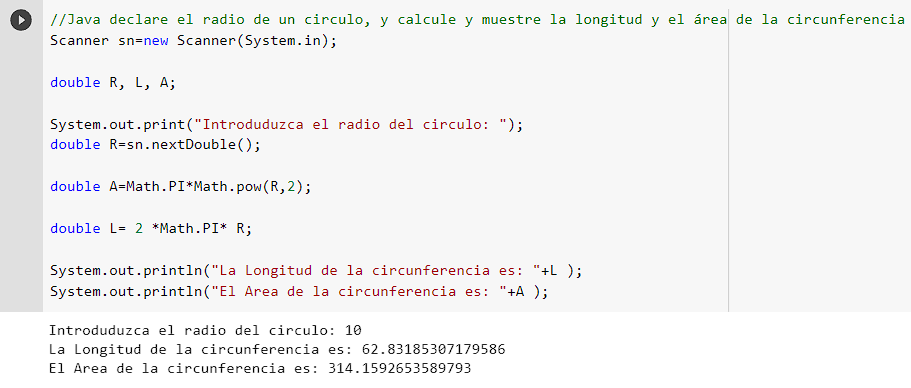 //Java declare el radio de un circulo, y calcule y muestre la longitud y el área de la circunferencia
Scanner sn=new Scanner(System.in);
double R, L, A;
System.out.print("Introduduzca el radio del circulo: ");
double R=sn.nextDouble();
double A=Math.PI*Math.pow(R,2);
double L= 2 *Math.PI* R;
System.out.println("La Longitud de la circunferencia es: "+L );
System.out.println("El Area de la circunferencia es: "+A );
Introduduzca el radio del circulo: 10
La Longitud de la circunferencia es: 62.83185307179586
El Area de la circunferencia es: 314.1592653589793